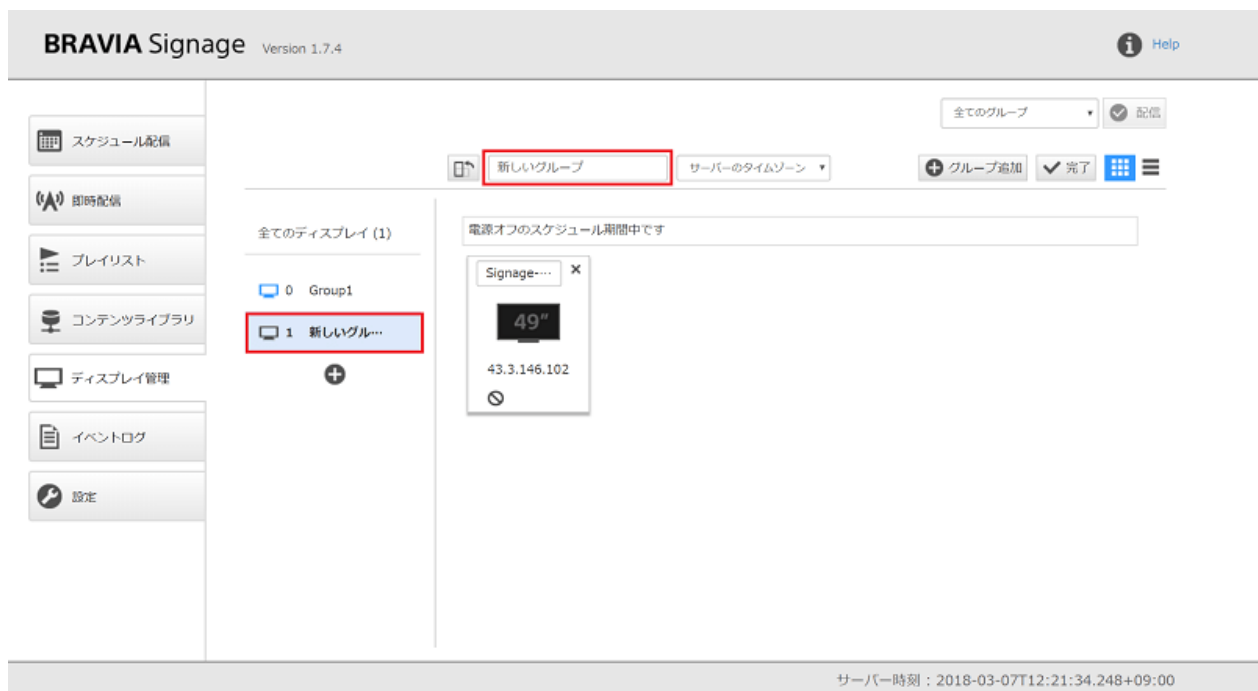 BRAVIA Signage Version 1.7.4
Help
全てのグループ
配信
スケジュール配信
即時配信
プレイリスト
コンテンツライブラリ
ディスプレイ管理
イベントログ
設定
新しいグループ
サーバーのタイムゾーン
グループ追加
完了
全てのディスプレイ (1)
0 Group1
1 新しいグル…
電源オフのスケジュール期間中です
Signage-…
49"
43.3.146.102
サーバー時刻 : 2018-03-07T12:21:34.248+09:00